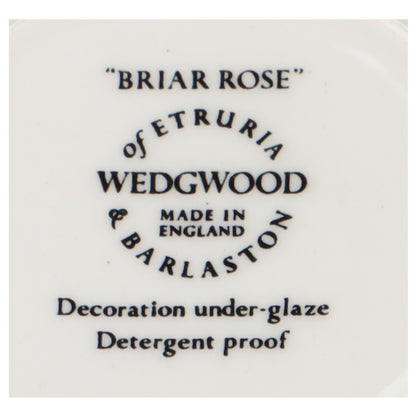 "BRIAR ROSE"
of ETRURIA
WEDGWOOD
MADE IN
ENGLAND
& BARLASTON
Decoration under-glaze
Detergent proof